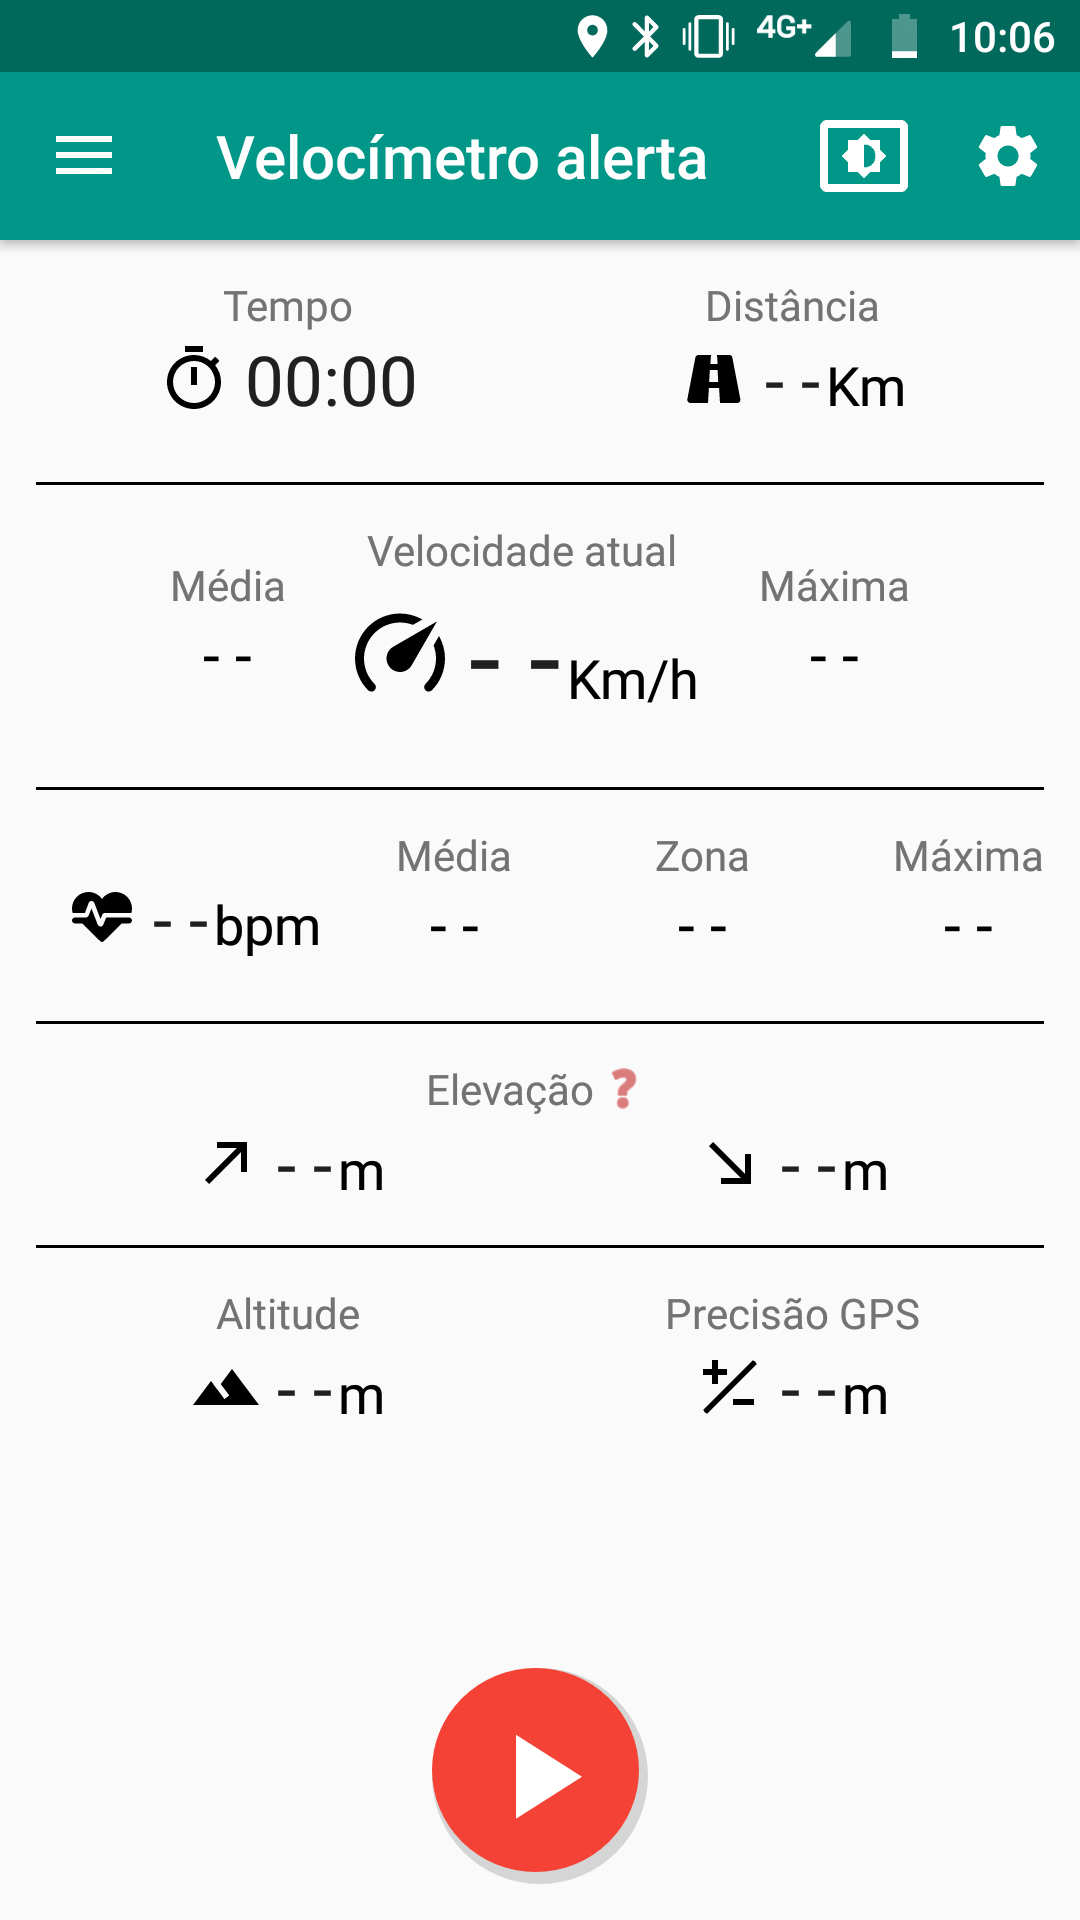 4G+ 10:06
Velocímetro alerta
Tempo
00:00
Distância
--Km
Velocidade atual
--Km/h
Média
--
Máxima
--
--bpm
Média
--
Zona
--
Máxima
--
Elevação ?
--m
--m
Altitude
--m
Precisão GPS
--m